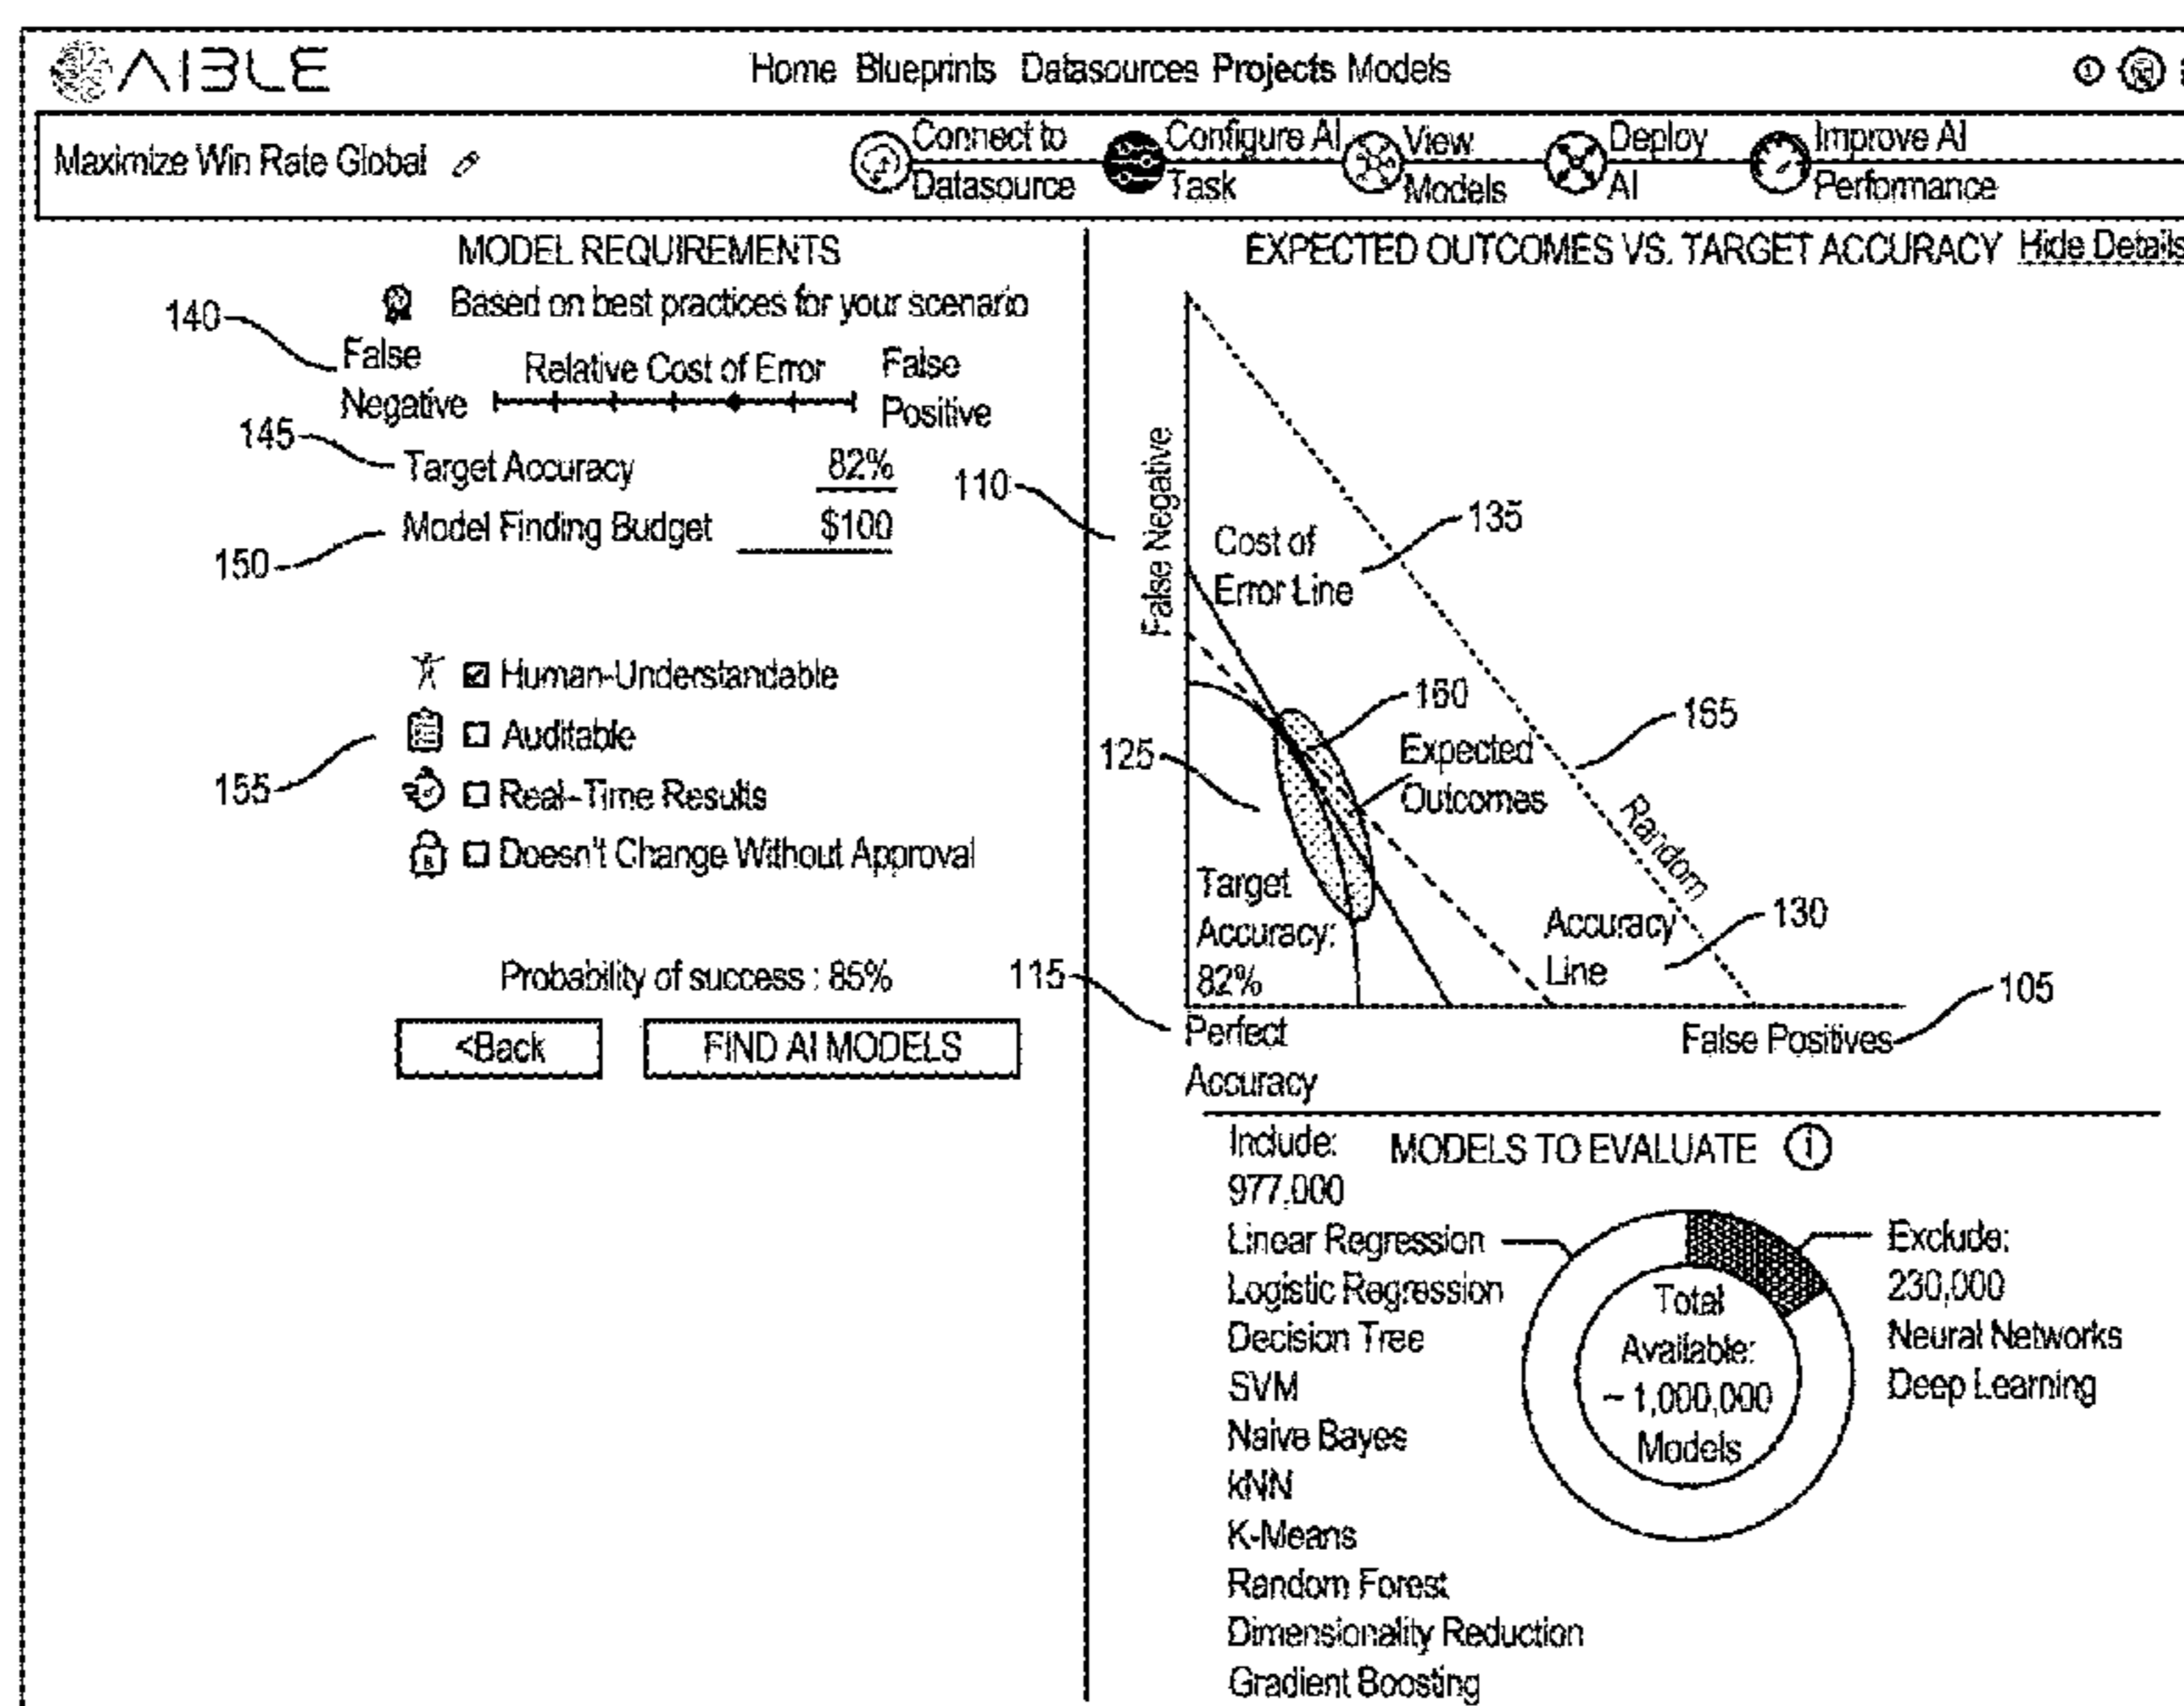 AIBLE
Home Blueprints Datasources Projects Models
Maximize Win Rate Global
Connect to Datasource
Configure AI Task
View Models
Deploy AI
Improve AI Performance
MODEL REQUIREMENTS
Based on best practices for your scenario
140
False Negative
Relative Cost of Error
False Positive
145
Target Accuracy 82%
150
Model Finding Budget $100
155
Human-Understandable
Auditable
Real-Time Results
Doesn't Change Without Approval
Probability of success : 85%
<Back
FIND AI MODELS
EXPECTED OUTCOMES VS. TARGET ACCURACY Hide Details
110
False Negative
135
Cost of
Error Line
160
165
125
Expected
Outcomes
Random
Target
Accuracy:
82%
Accuracy
Line
130
115
105
Perfect
Accuracy
False Positives
Include:
977,000
MODELS TO EVALUATE i
Linear Regression
Logistic Regression
Decision Tree
SVM
Naive Bayes
kNN
K-Means
Random Forest
Dimensionality Reduction
Gradient Boosting
Total
Available:
~1,000,000
Models
Exclude:
230,000
Neural Networks
Deep Learning